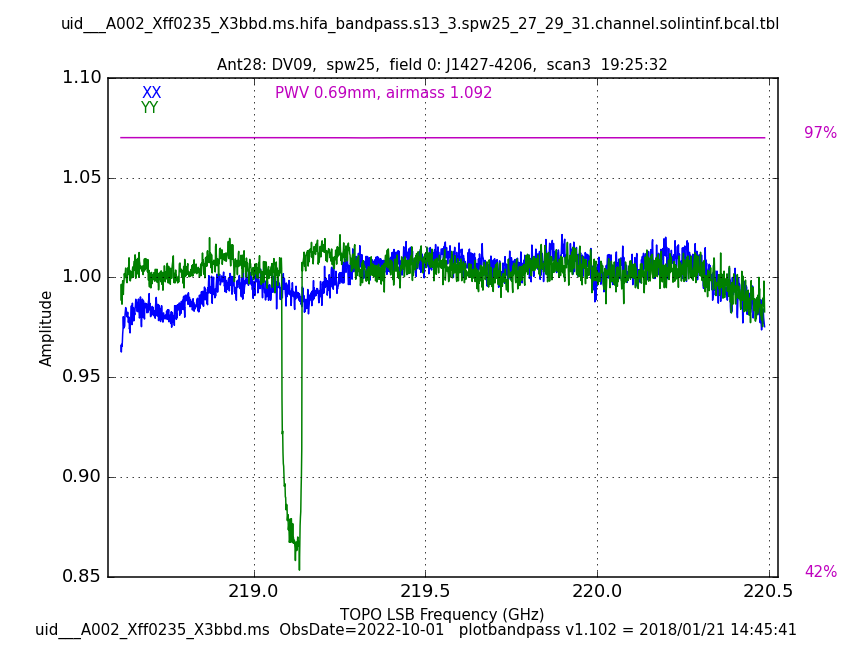 uid___A002_Xff0235_X3bbd.ms.hifa_bandpass.s13_3.spw25_27_29_31.channel.solintinf.bcal.tbl
Ant28: DV09,  spw25,  field 0: J1427-4206,  scan3  19:25:32
1.10
XX
PWV 0.69mm, airmass 1.092
YY
97%
1.05
1.00
Amplitude
0.95
0.90
0.85
42%
219.0
219.5
220.0
220.5
TOPO LSB Frequency (GHz)
uid___A002_Xff0235_X3bbd.ms  ObsDate=2022-10-01   plotbandpass v1.102 = 2018/01/21 14:45:41